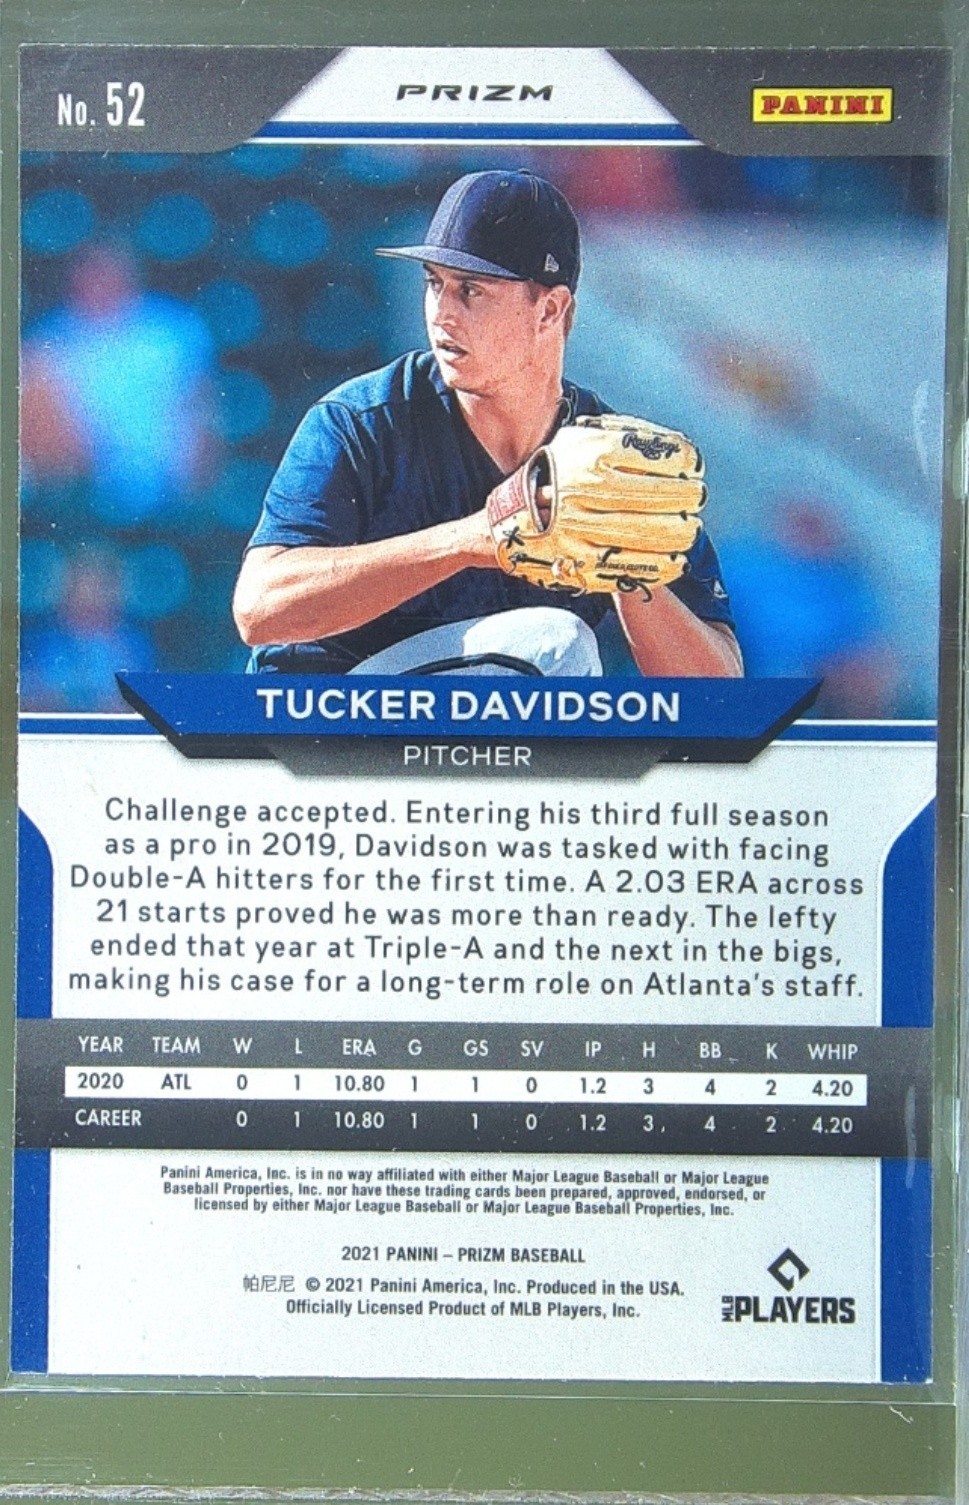 No. 52
PRIZM
PANINI
Rawlings
TUCKER DAVIDSON
PITCHER
Challenge accepted. Entering his third full season
as a pro in 2019, Davidson was tasked with facing
Double-A hitters for the first time. A 2.03 ERA across
21 starts proved he was more than ready. The lefty
ended that year at Triple-A and the next in the bigs,
making his case for a long-term role on Atlanta's staff.
YEAR TEAM W L ERA G GS SV IP H BB K WHIP
2020 ATL 0 1 10.80 1 1 0 1.2 3 4 2 4.20
CAREER 0 1 10.80 1 1 0 1.2 3 4 2 4.20
Panini America, Inc. is in no way affiliated with either Major League Baseball or Major League
Baseball Properties, Inc. nor have these trading cards been prepared, approved, endorsed, or
licensed by either Major League Baseball or Major League Baseball Properties, Inc.
2021 PANINI – PRIZM BASEBALL
帕尼尼 © 2021 Panini America, Inc. Produced in the USA.
Officially Licensed Product of MLB Players, Inc.
MLB PLAYERS